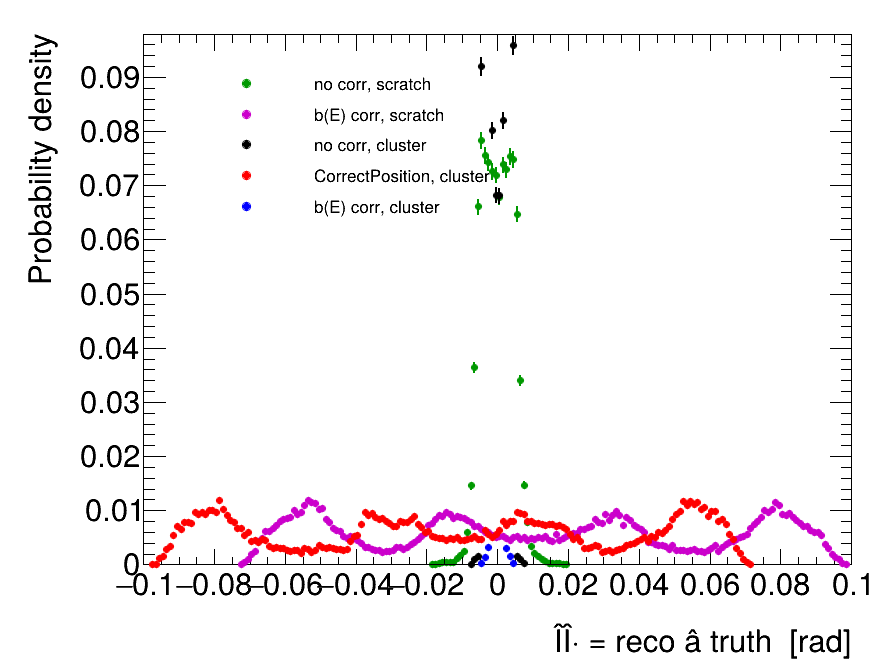 Probability density
0.09
0.08
0.07
0.06
0.05
0.04
0.03
0.02
0.01
0
no corr, scratch
b(E) corr, scratch
no corr, cluster
CorrectPosition, cluster
b(E) corr, cluster
−0.1 −0.08 −0.06 −0.04 −0.02 0 0.02 0.04 0.06 0.08 0.1
ÎÎ· = reco â truth [rad]